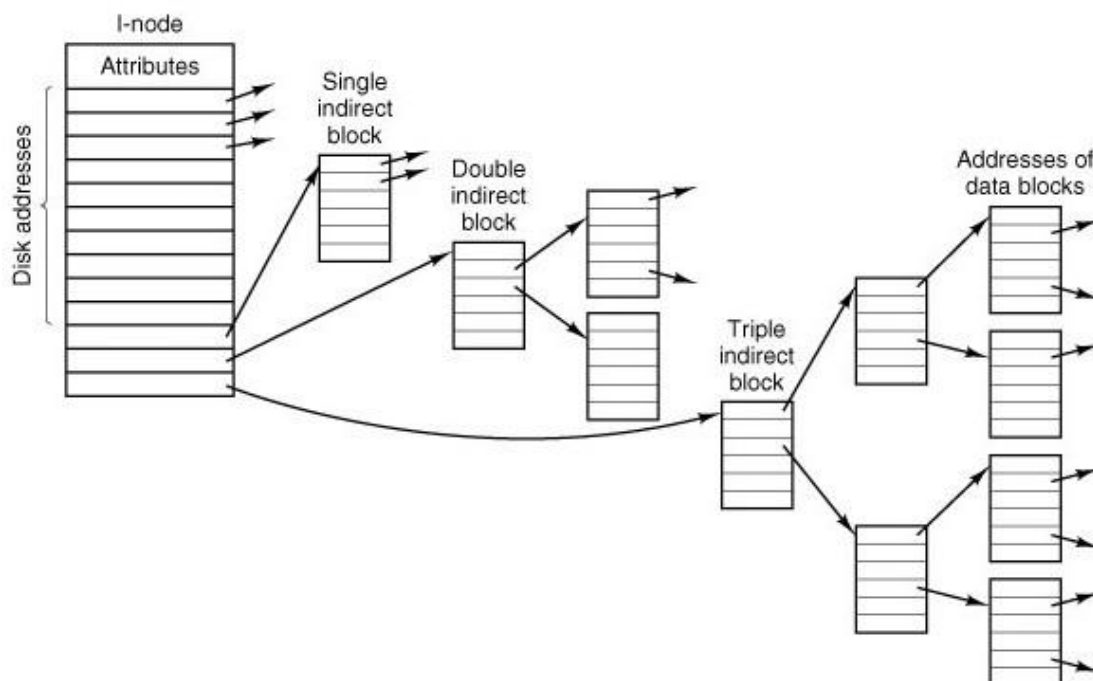 I-node
Attributes
Disk addresses
Single
indirect
block
Double
indirect
block
Triple
indirect
block
Addresses of
data blocks